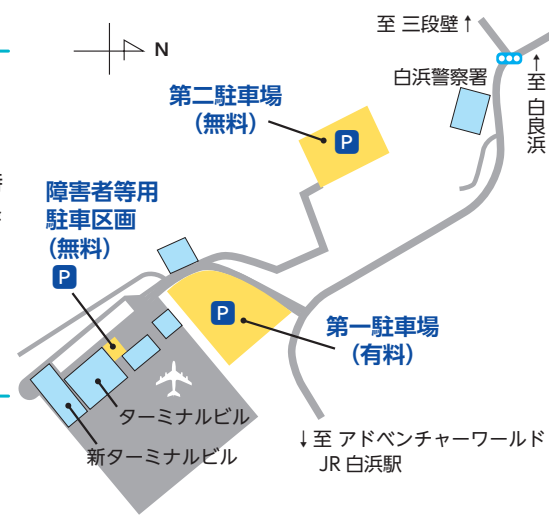 至 三段壁↑
N
白浜警察署
↑至 白良浜
第二駐車場
(無料)
P
障害者等用
駐車区画
(無料)
P
P
第一駐車場
(有料)
ターミナルビル
新ターミナルビル
↓至 アドベンチャーワールド
JR 白浜駅